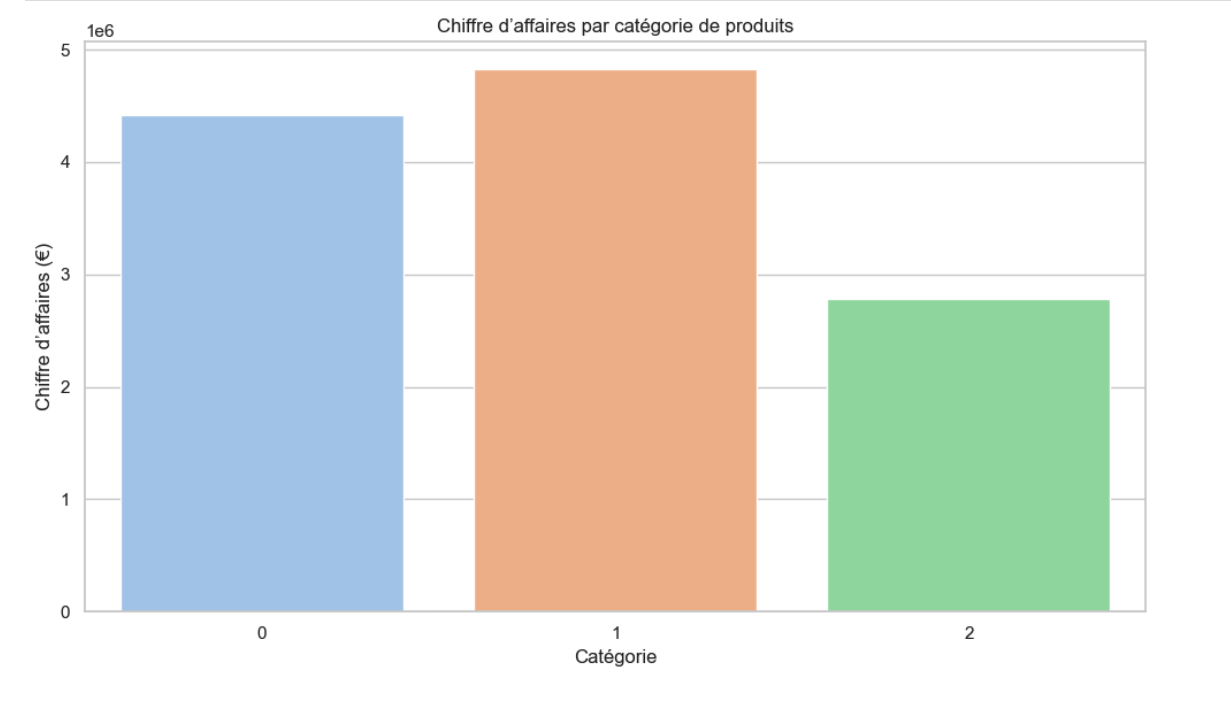 Chiffre d’affaires par catégorie de produits
1e6
5
4
3
2
1
0
Chiffre d’affaires (€)
0 1 2
Catégorie